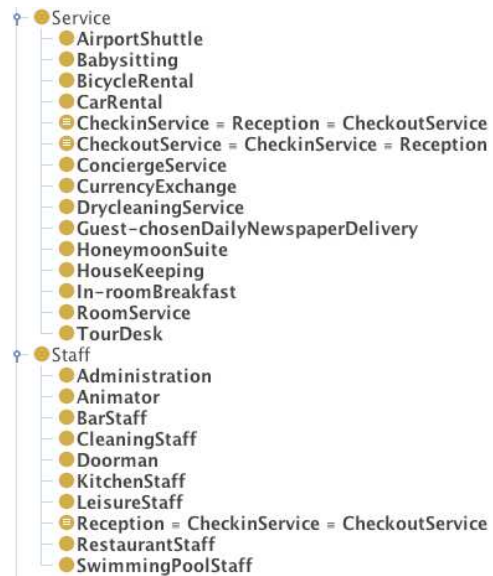 Service
AirportShuttle
Babysitting
BicycleRental
CarRental
CheckinService = Reception = CheckoutService
CheckoutService = CheckinService = Reception
ConciergeService
CurrencyExchange
DrycleaningService
Guest-chosenDailyNewspaperDelivery
HoneymoonSuite
HouseKeeping
In-roomBreakfast
RoomService
TourDesk
Staff
Administration
Animator
BarStaff
CleaningStaff
Doorman
KitchenStaff
LeisureStaff
Reception = CheckinService = CheckoutService
RestaurantStaff
SwimmingPoolStaff